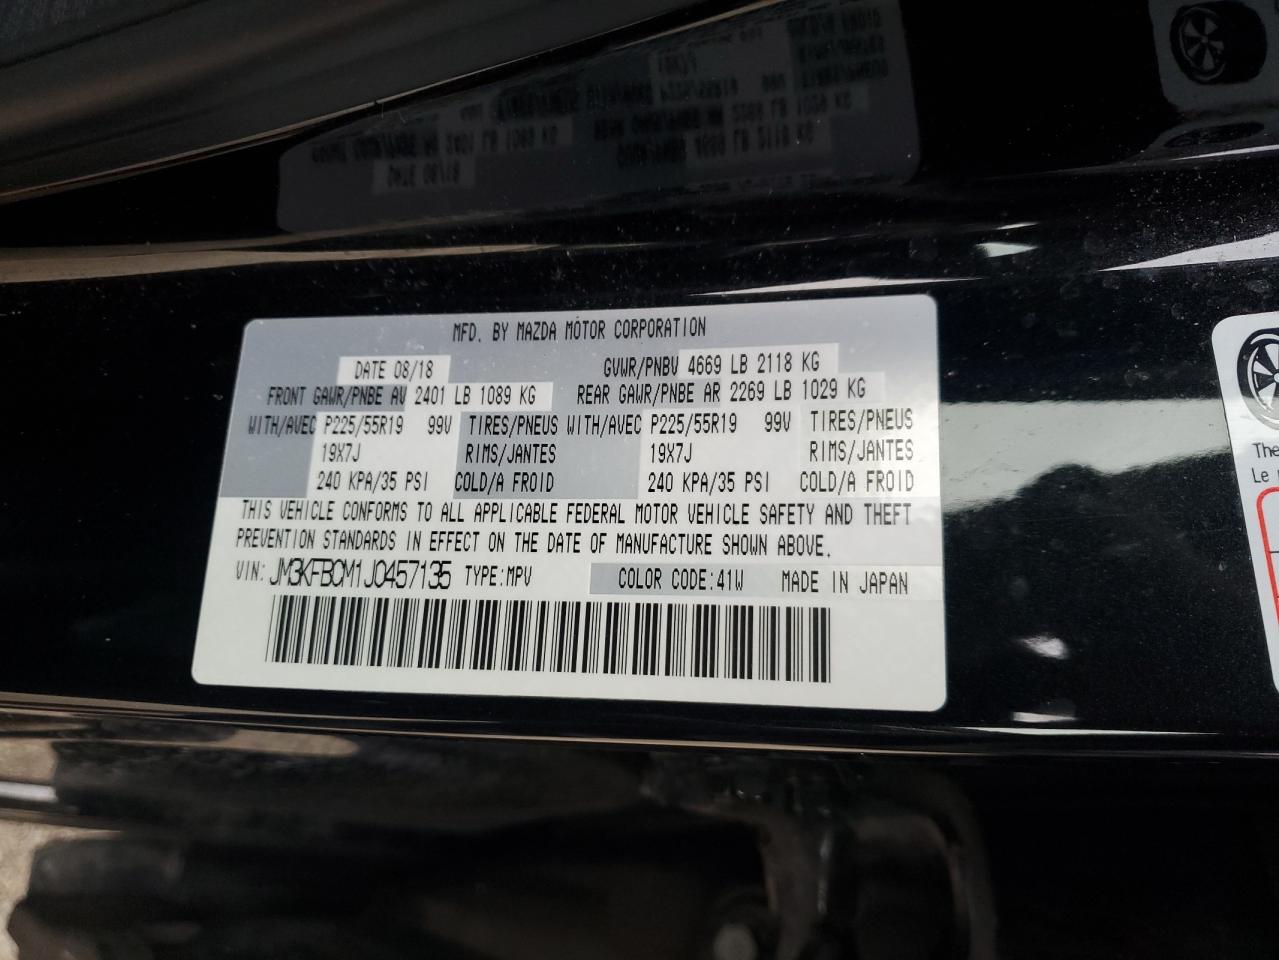 MFD. BY MAZDA MOTOR CORPORATION
DATE 08/18 GVWR/PNBV 4669 LB 2118 KG
FRONT GAWR/PNBE AV 2401 LB 1089 KG REAR GAWR/PNBE AR 2269 LB 1029 KG
WITH/AVEC P225/55R19 99V TIRES/PNEUS WITH/AVEC P225/55R19 99V TIRES/PNEUS
19X7J RIMS/JANTES 19X7J RIMS/JANTES
240 KPA/35 PSI COLD/A FROID 240 KPA/35 PSI COLD/A FROID
THIS VEHICLE CONFORMS TO ALL APPLICABLE FEDERAL MOTOR VEHICLE SAFETY AND THEFT
PREVENTION STANDARDS IN EFFECT ON THE DATE OF MANUFACTURE SHOWN ABOVE.
VIN: JM3KFBCM1J0457135 TYPE:MPV COLOR CODE:41W MADE IN JAPAN
The
Le